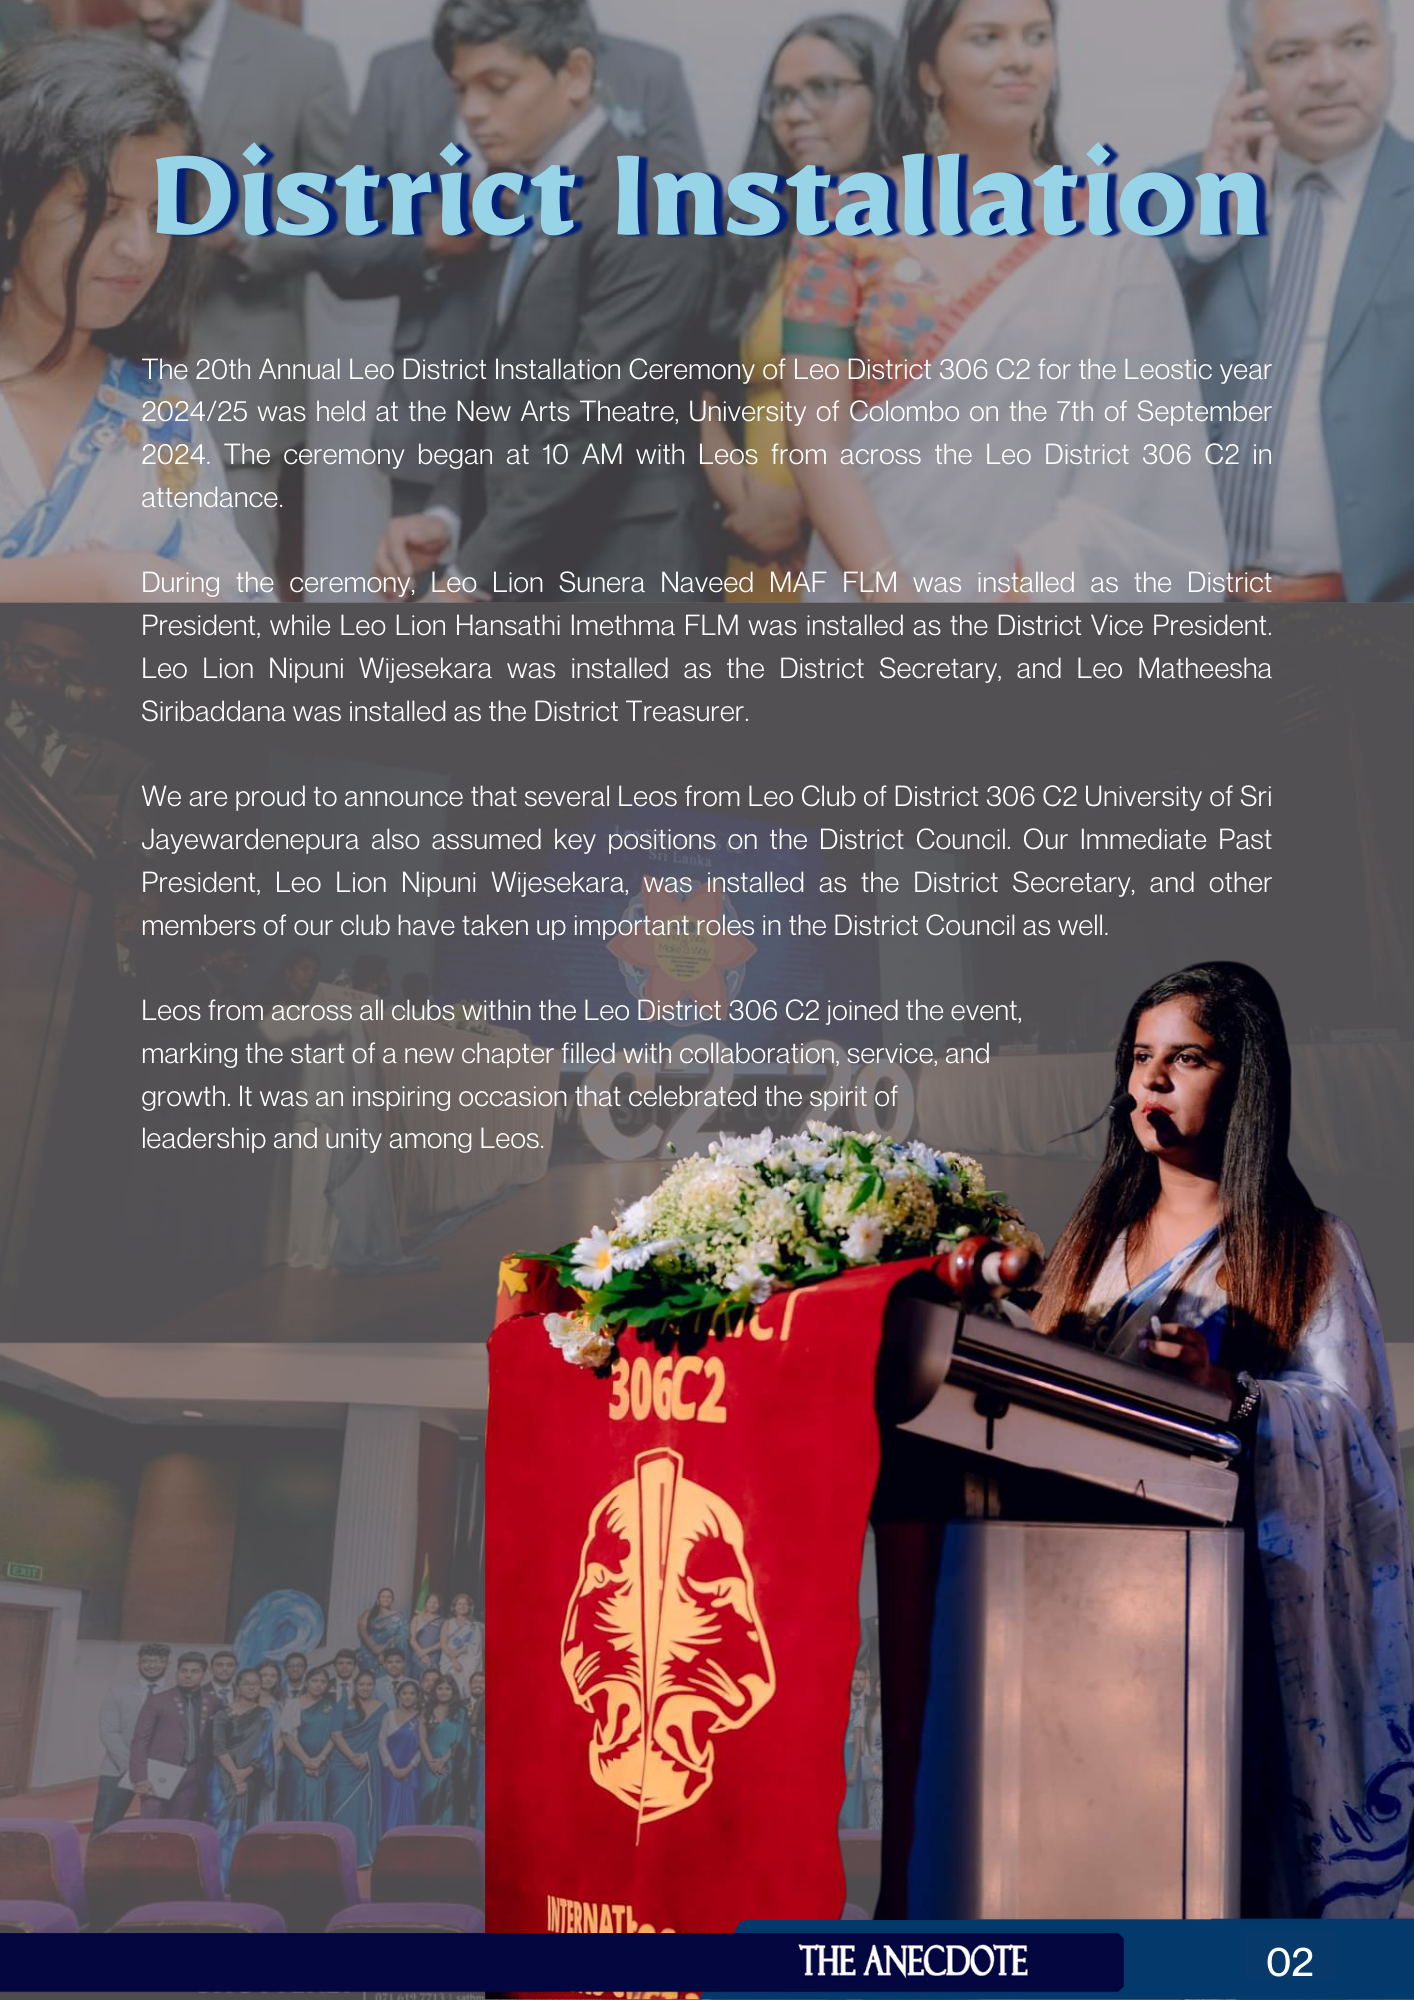 District Installation
The 20th Annual Leo District Installation Ceremony of Leo District 306 C2 for the Leostic year
2024/25 was held at the New Arts Theatre, University of Colombo on the 7th of September
2024. The ceremony began at 10 AM with Leos from across the Leo District 306 C2 in
attendance.
During the ceremony, Leo Lion Sunera Naveed MAF FLM was installed as the District
President, while Leo Lion Hansathi Imethma FLM was installed as the District Vice President.
Leo Lion Nipuni Wijesekara was installed as the District Secretary, and Leo Matheesha
Siribaddana was installed as the District Treasurer.
We are proud to announce that several Leos from Leo Club of District 306 C2 University of Sri
Jayewardenepura also assumed key positions on the District Council. Our Immediate Past
President, Leo Lion Nipuni Wijesekara, was installed as the District Secretary, and other
members of our club have taken up important roles in the District Council as well.
Sri Lanka
Make a Way
Leos from across all clubs within the Leo District 306 C2 joined the event,
marking the start of a new chapter filled with collaboration, service, and
growth. It was an inspiring occasion that celebrated the spirit of
leadership and unity among Leos.
C2 20
306C2
EXIT
THE ANECDOTE
02